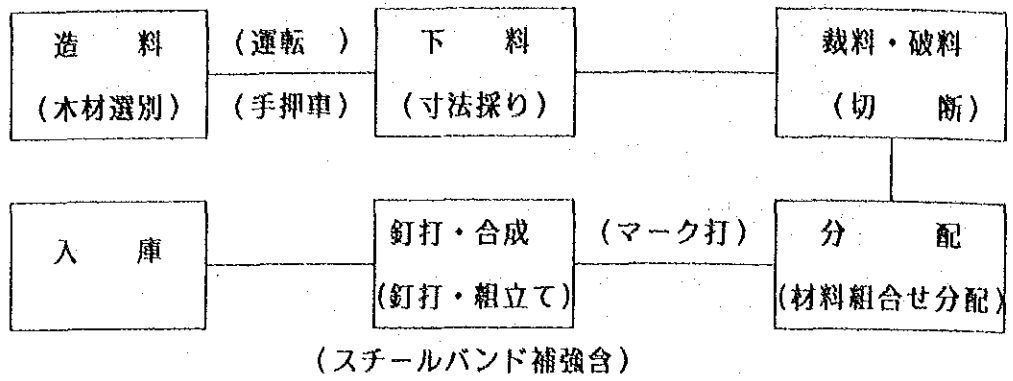 造　料
(運転　)
下　料
裁料・破料
(木材選別)
(手押車)
(寸法採り)
(切　断)
入　庫
釘打・合成
(マーク打)
分　配
(釘打・組立て)
(材料組合せ分配)
(スチールバンド補強含)